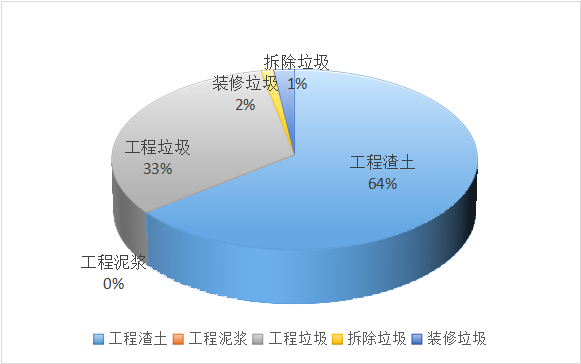 拆除垃圾
1%
装修垃圾
2%
工程垃圾
33%
工程渣土
64%
工程泥浆
0%
工程渣土 工程泥浆 工程垃圾 拆除垃圾 装修垃圾